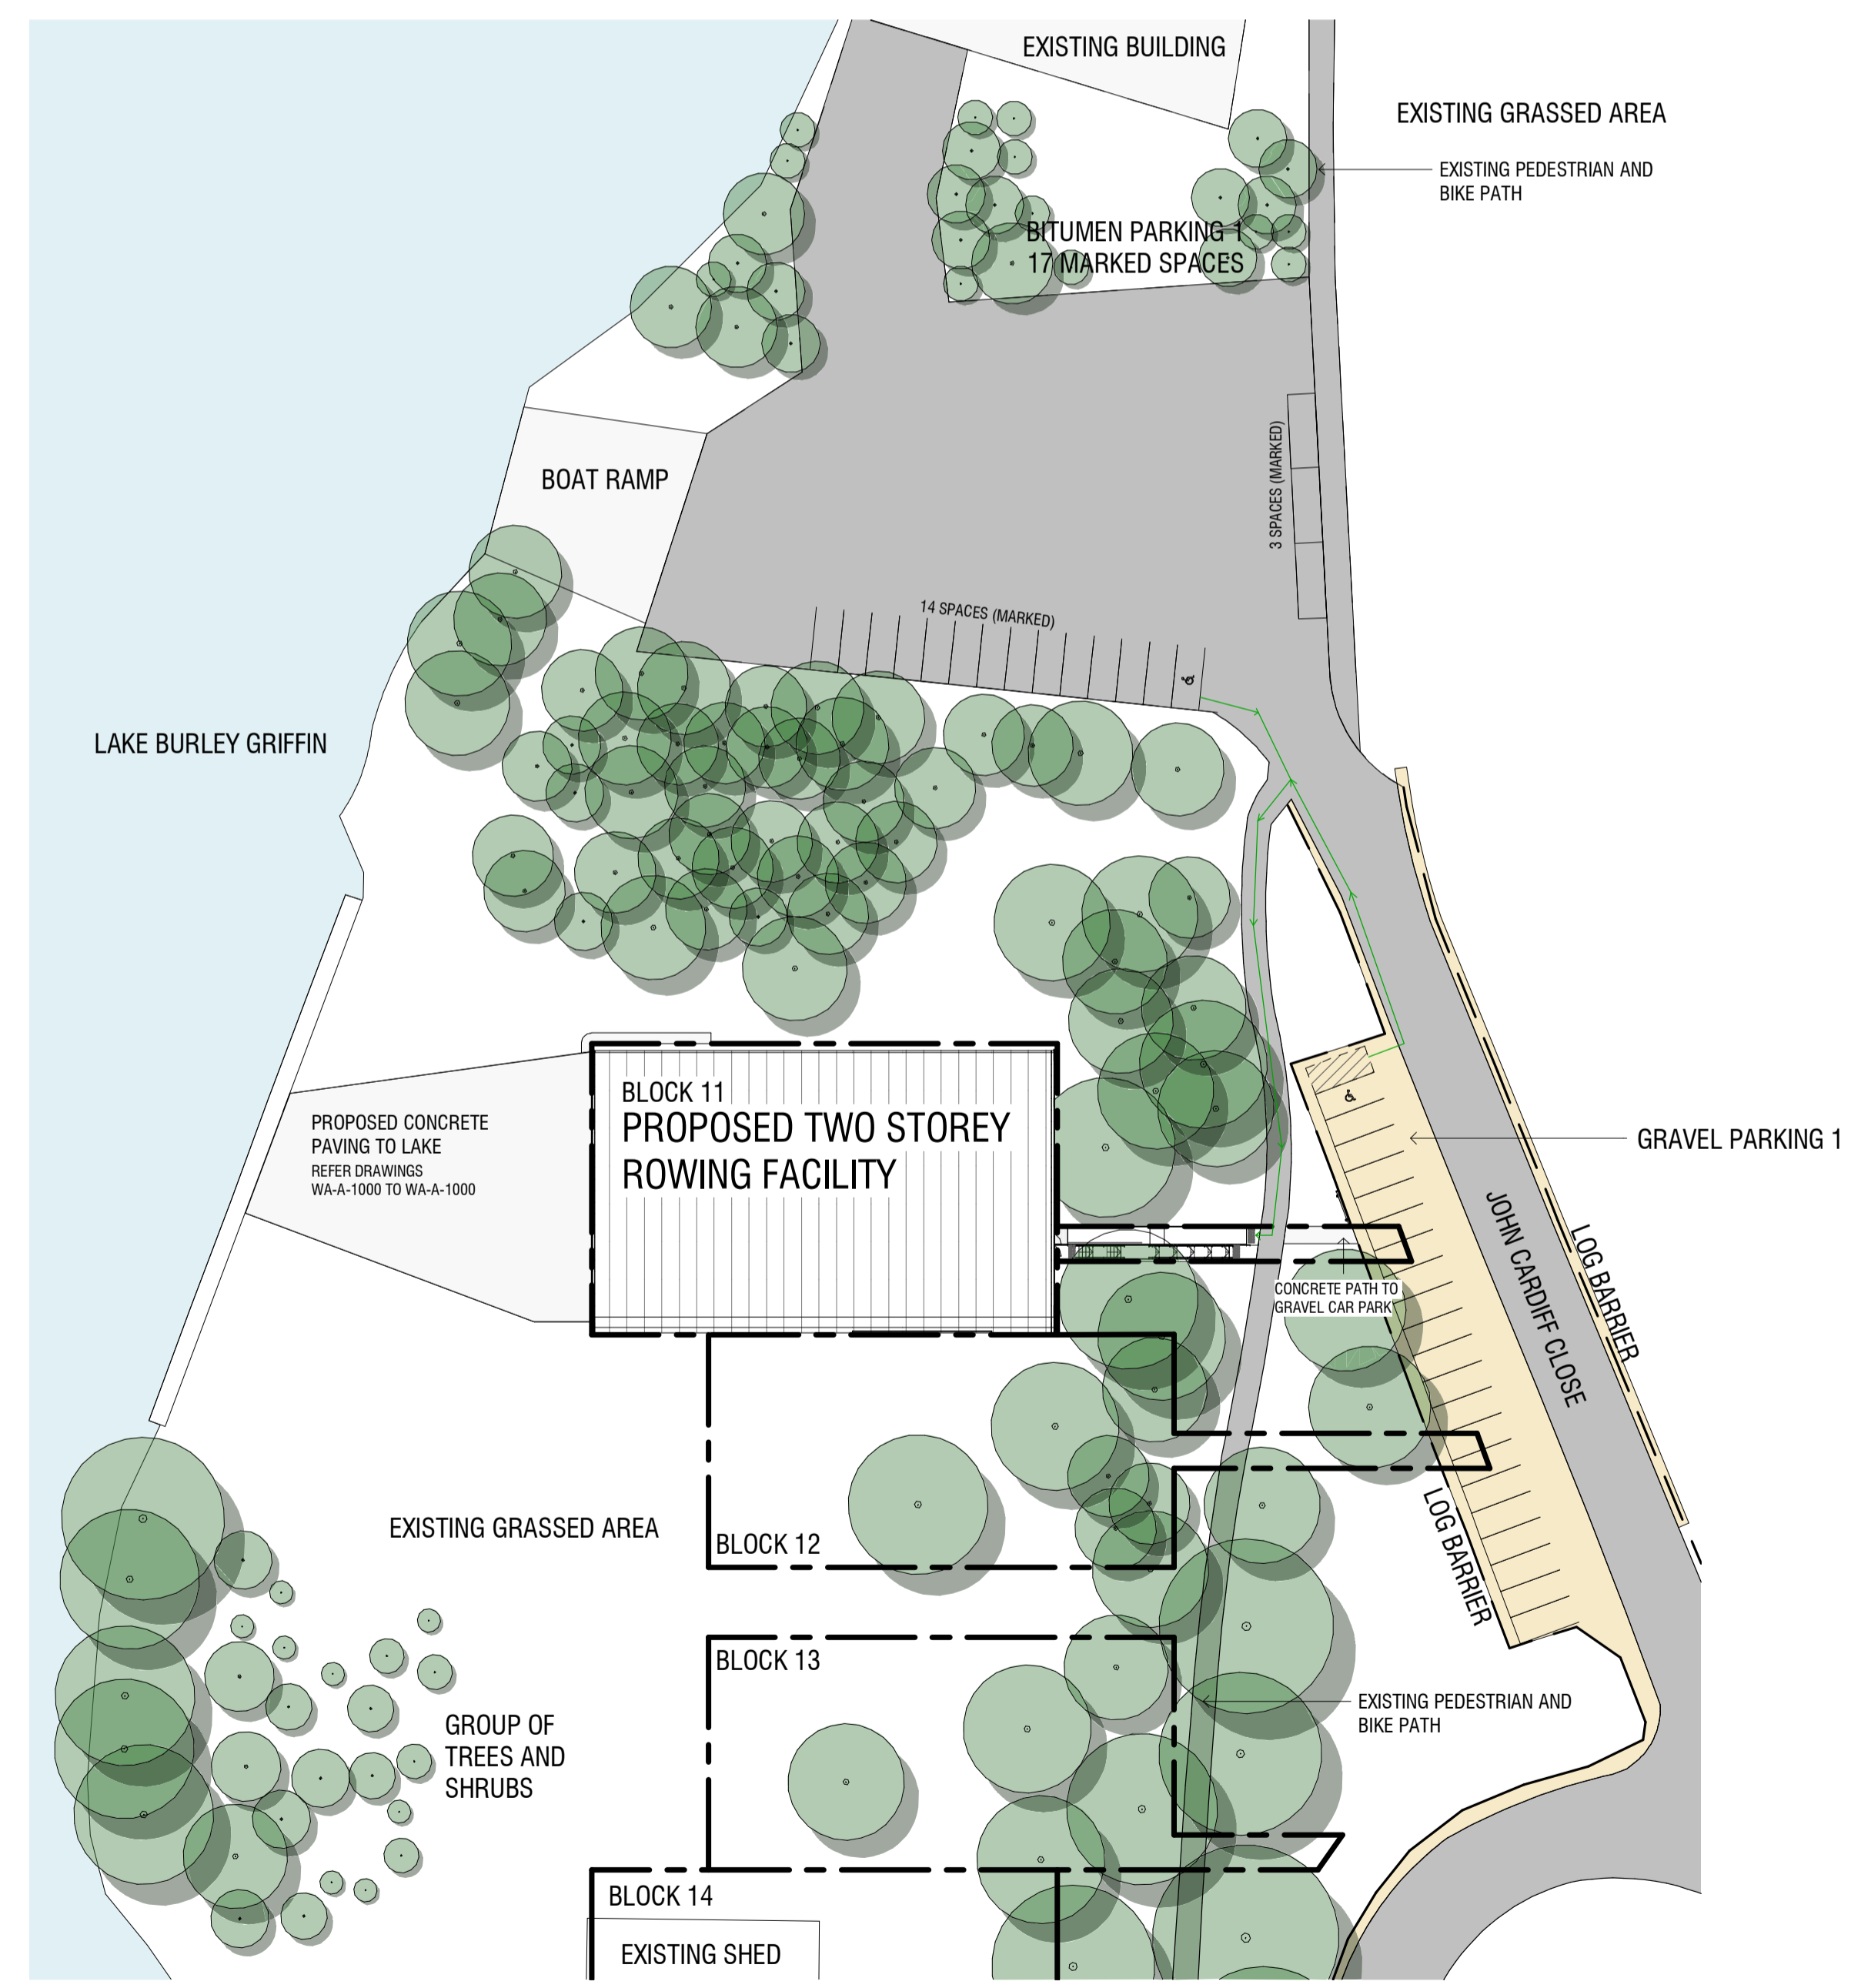 EXISTING BUILDING
EXISTING GRASSED AREA
EXISTING PEDESTRIAN AND
BIKE PATH
BITUMEN PARKING 1
17 MARKED SPACES
3 SPACES (MARKED)
BOAT RAMP
14 SPACES (MARKED)
LAKE BURLEY GRIFFIN
BLOCK 11
PROPOSED TWO STOREY
ROWING FACILITY
PROPOSED CONCRETE
PAVING TO LAKE
REFER DRAWINGS
WA-A-1000 TO WA-A-1000
GRAVEL PARKING 1
JOHN CARDIFF CLOSE
LOG BARRIER
CONCRETE PATH TO
GRAVEL CAR PARK
LOG BARRIER
EXISTING GRASSED AREA
BLOCK 12
BLOCK 13
EXISTING PEDESTRIAN AND
BIKE PATH
GROUP OF
TREES AND
SHRUBS
BLOCK 14
EXISTING SHED